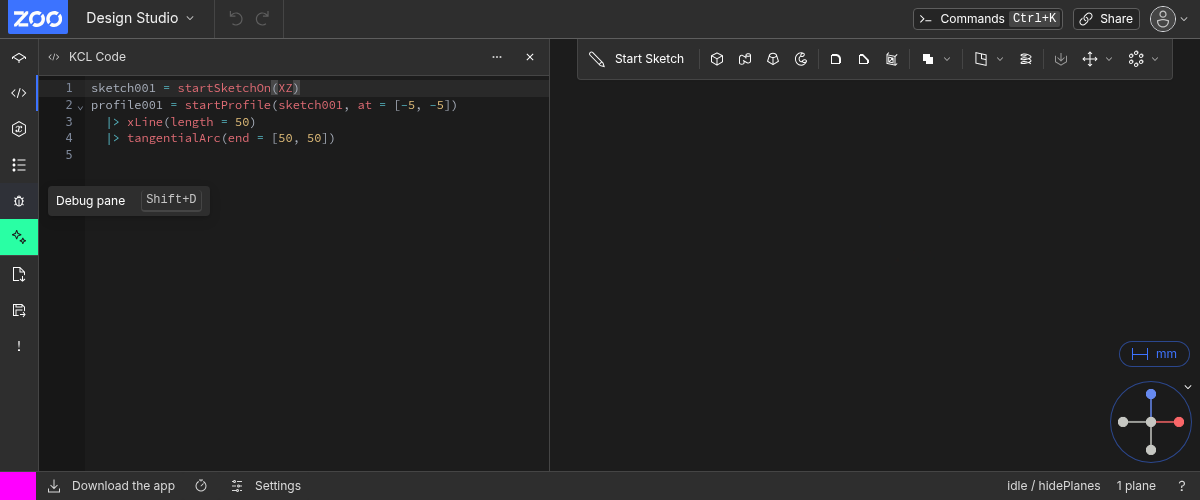 ZOO Design Studio Commands Ctrl+K Share
KCL Code
Start Sketch
1 sketch001 = startSketchOn(XZ)
2 profile001 = startProfile(sketch001, at = [-5, -5])
3 |> xLine(length = 50)
4 |> tangentialArc(end = [50, 50])
5
Debug pane Shift+D
mm
Download the app Settings idle / hidePlanes 1 plane ?